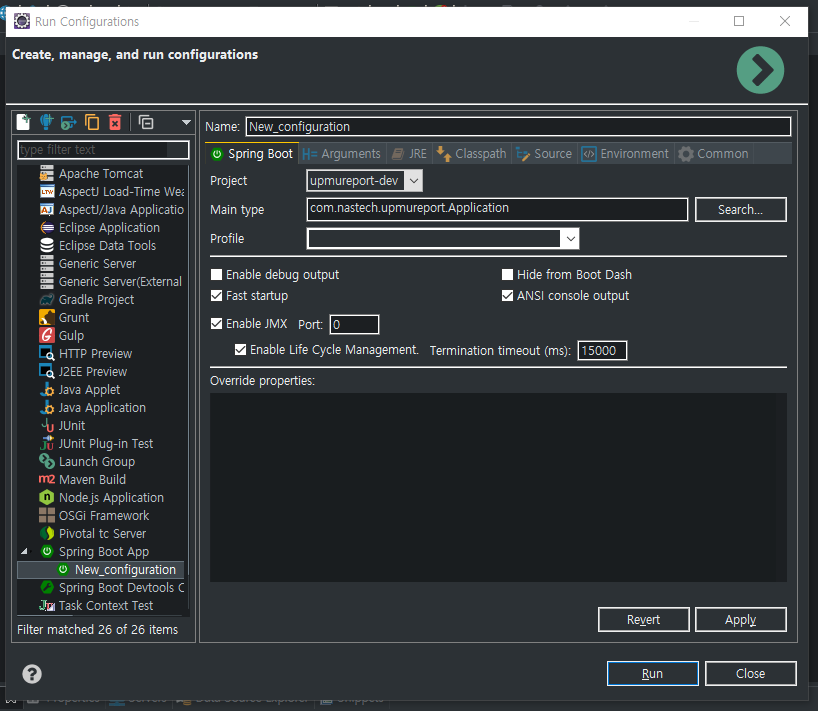 Run Configurations
Create, manage, and run configurations
type filter text
Apache Tomcat
AspectJ Load-Time Wea
AspectJ/Java Applicatio
Eclipse Application
Eclipse Data Tools
Generic Server
Generic Server(External
Gradle Project
Grunt
Gulp
HTTP Preview
J2EE Preview
Java Applet
Java Application
JUnit
JUnit Plug-in Test
Launch Group
Maven Build
Node.js Application
OSGi Framework
Pivotal tc Server
Spring Boot App
New_configuration
Spring Boot Devtools C
Task Context Test
Filter matched 26 of 26 items
Name: New_configuration
Spring Boot Arguments JRE Classpath Source Environment Common
Project upmureport-dev
Main type com.nastech.upmureport.Application Search...
Profile
Enable debug output Hide from Boot Dash
Fast startup ANSI console output
Enable JMX Port: 0
Enable Life Cycle Management. Termination timeout (ms): 15000
Override properties:
Revert Apply
Run Close